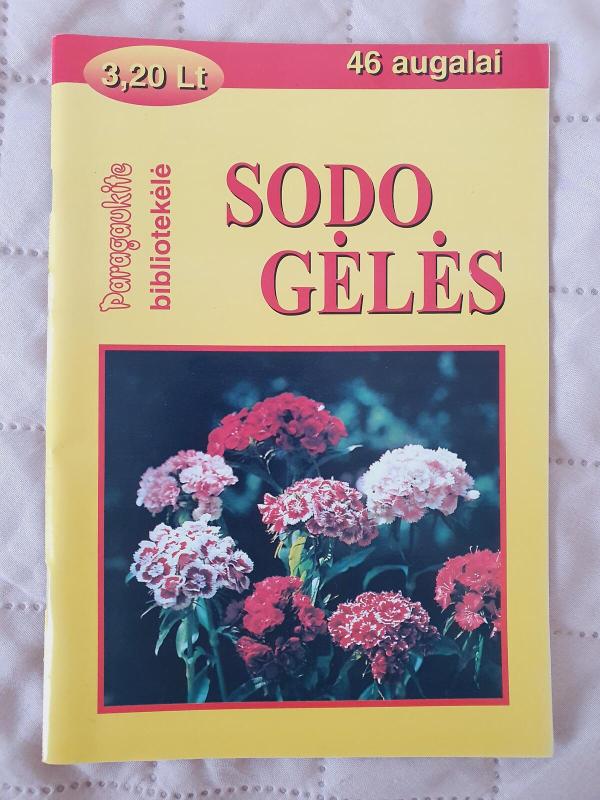 3,20 Lt
46 augalai
Paragaukite
bibliotekėlė
SODO
GĖLĖS